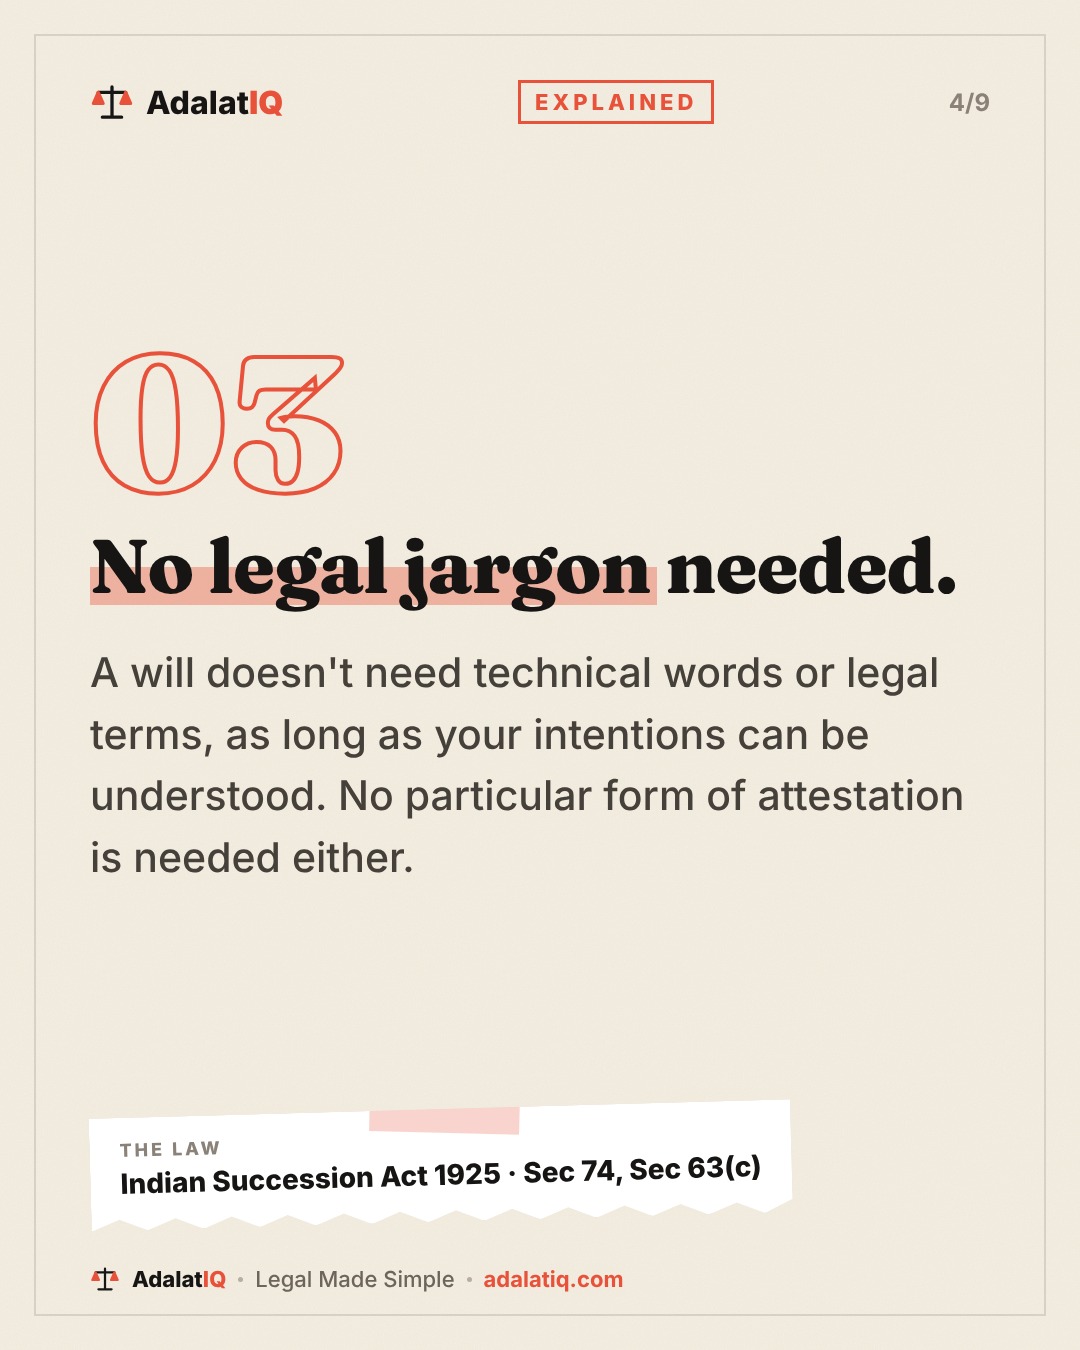 AdalatIQ
EXPLAINED
4/9
03
No legal jargon needed.
A will doesn't need technical words or legal
terms, as long as your intentions can be
understood. No particular form of attestation
is needed either.
THE LAW
Indian Succession Act 1925 · Sec 74, Sec 63(c)
AdalatIQ • Legal Made Simple • adalatiq.com